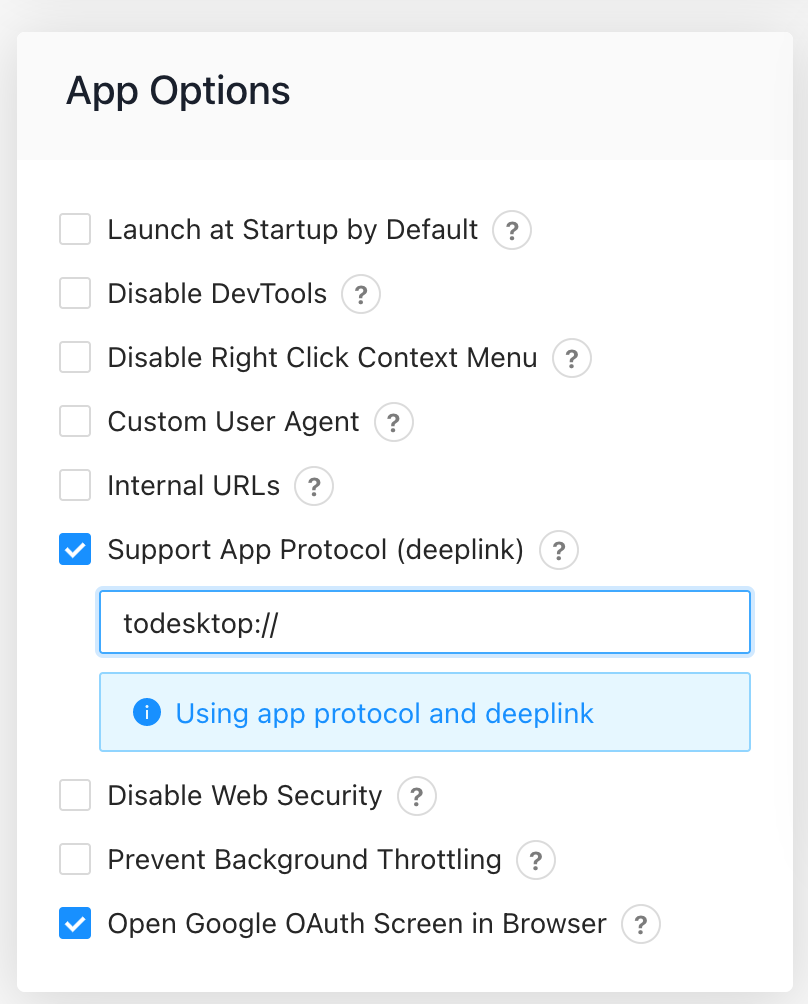 App Options
Launch at Startup by Default ?
Disable DevTools ?
Disable Right Click Context Menu ?
Custom User Agent ?
Internal URLs ?
Support App Protocol (deeplink) ?
todesktop://
i Using app protocol and deeplink
Disable Web Security ?
Prevent Background Throttling ?
Open Google OAuth Screen in Browser ?